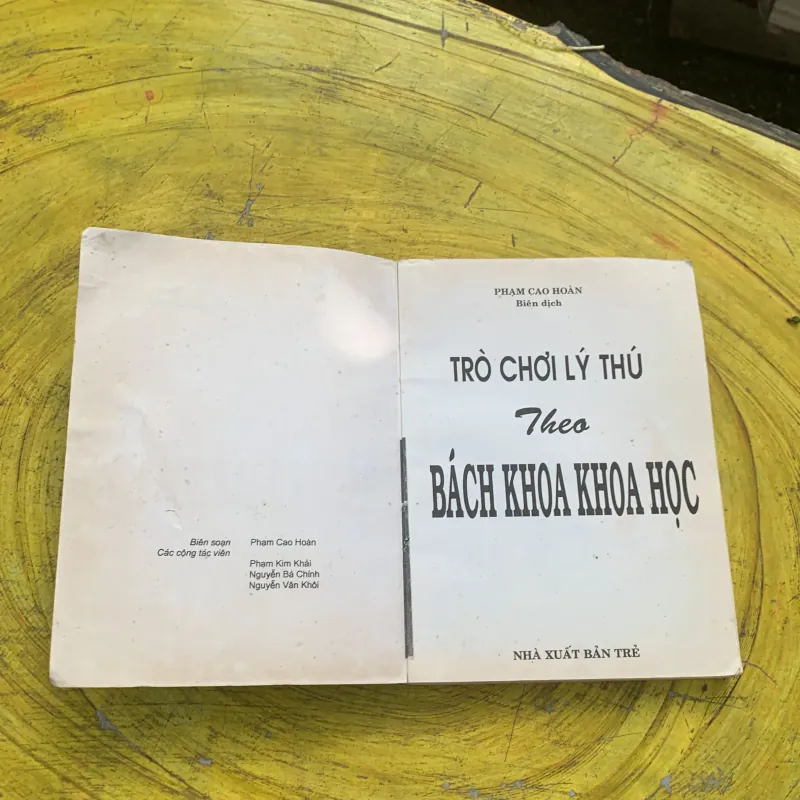 Biên soạn Phạm Cao Hoàn
Các cộng tác viên
Phạm Kim Khải
Nguyễn Bá Chính
Nguyễn Văn Khôi
PHẠM CAO HOÀN
Biên dịch
TRÒ CHƠI LÝ THÚ
Theo
BÁCH KHOA KHOA HỌC
NHÀ XUẤT BẢN TRẺ